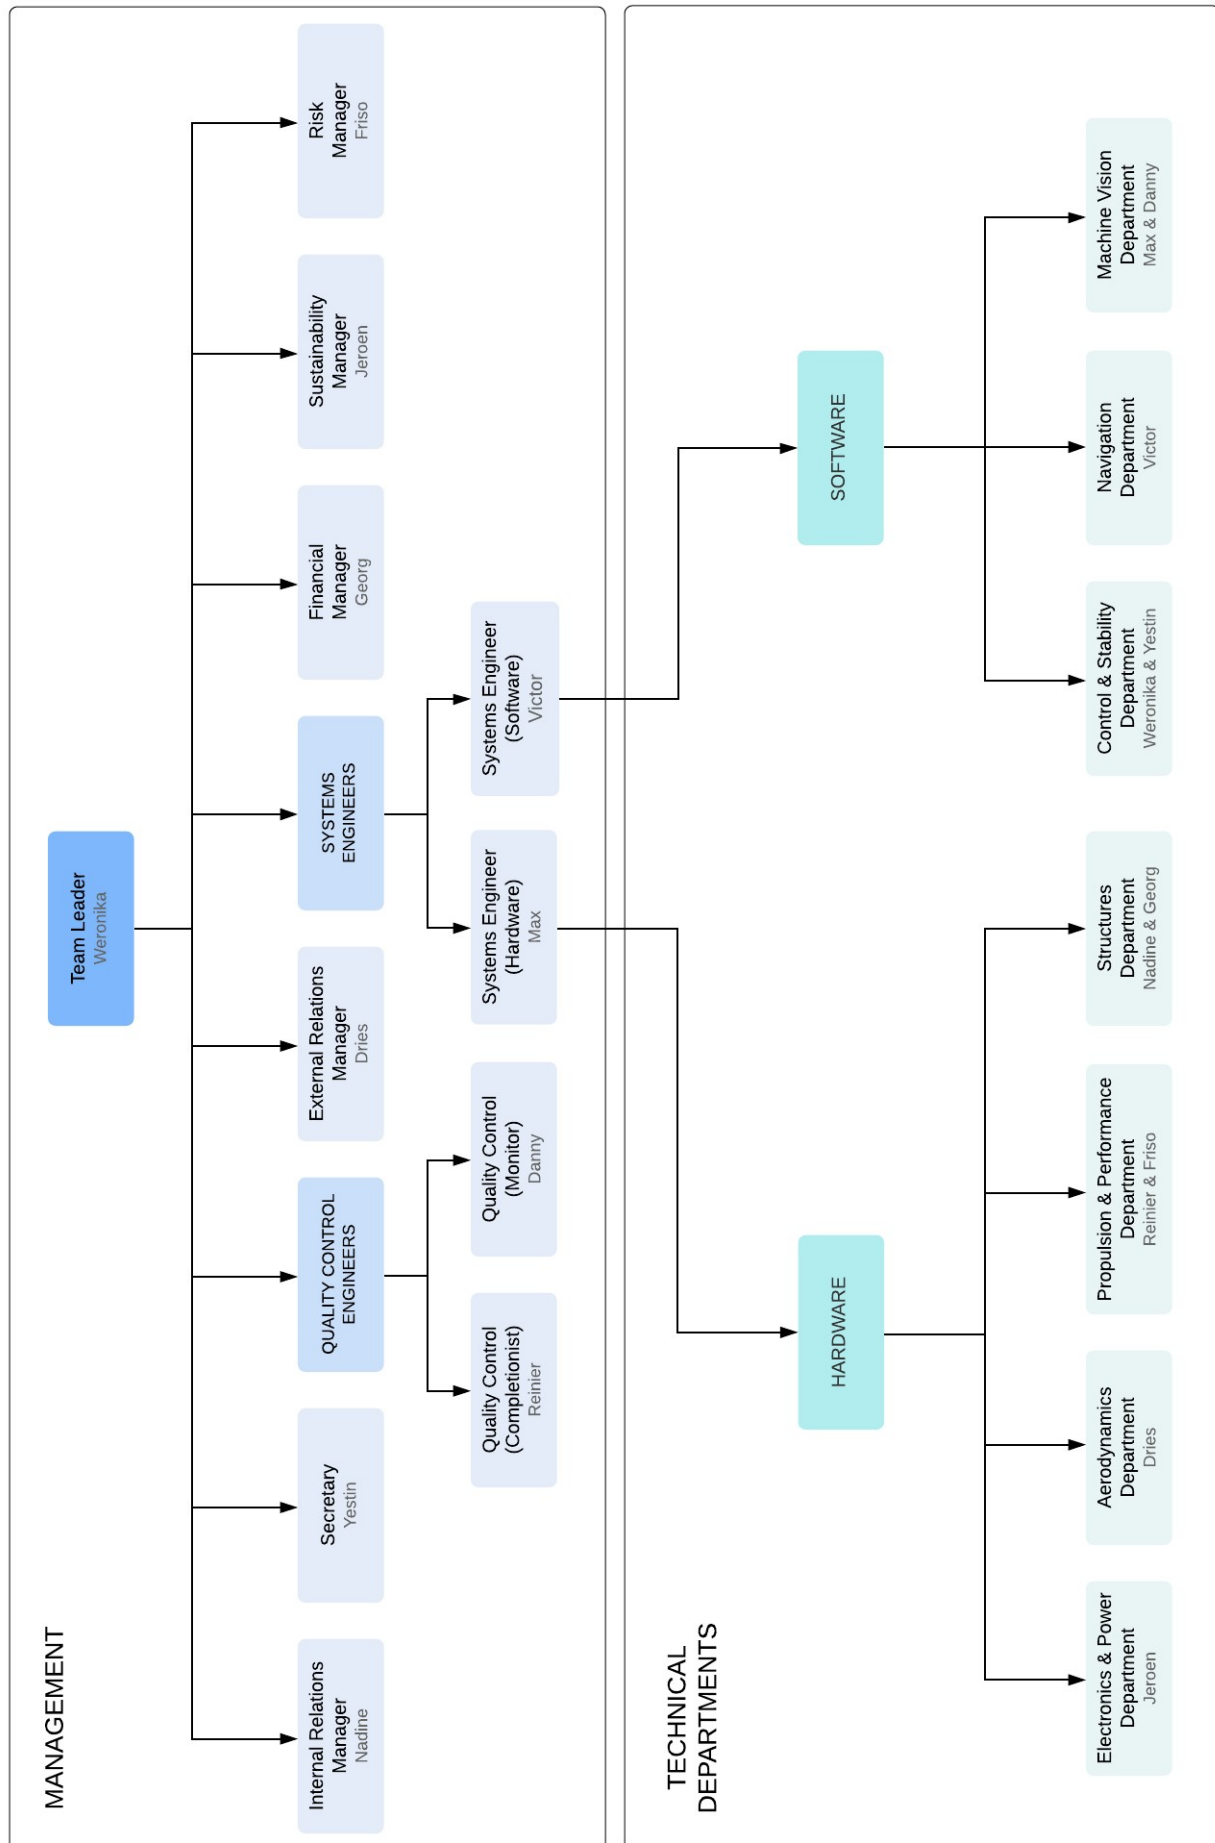 MANAGEMENT
Team Leader
Weronika
Internal Relations
Manager
Nadine
Secretary
Yestin
QUALITY CONTROL
ENGINEERS
External Relations
Manager
Dries
SYSTEMS
ENGINEERS
Financial
Manager
Georg
Sustainability
Manager
Jeroen
Risk
Manager
Friso
Quality Control
(Completionist)
Reinier
Quality Control
(Monitor)
Danny
Systems Engineer
(Hardware)
Max
Systems Engineer
(Software)
Victor
TECHNICAL
DEPARTMENTS
HARDWARE
SOFTWARE
Electronics & Power
Department
Jeroen
Aerodynamics
Department
Dries
Propulsion & Performance
Department
Reinier & Friso
Structures
Department
Nadine & Georg
Control & Stability
Department
Weronika & Yestin
Navigation
Department
Victor
Machine Vision
Department
Max & Danny